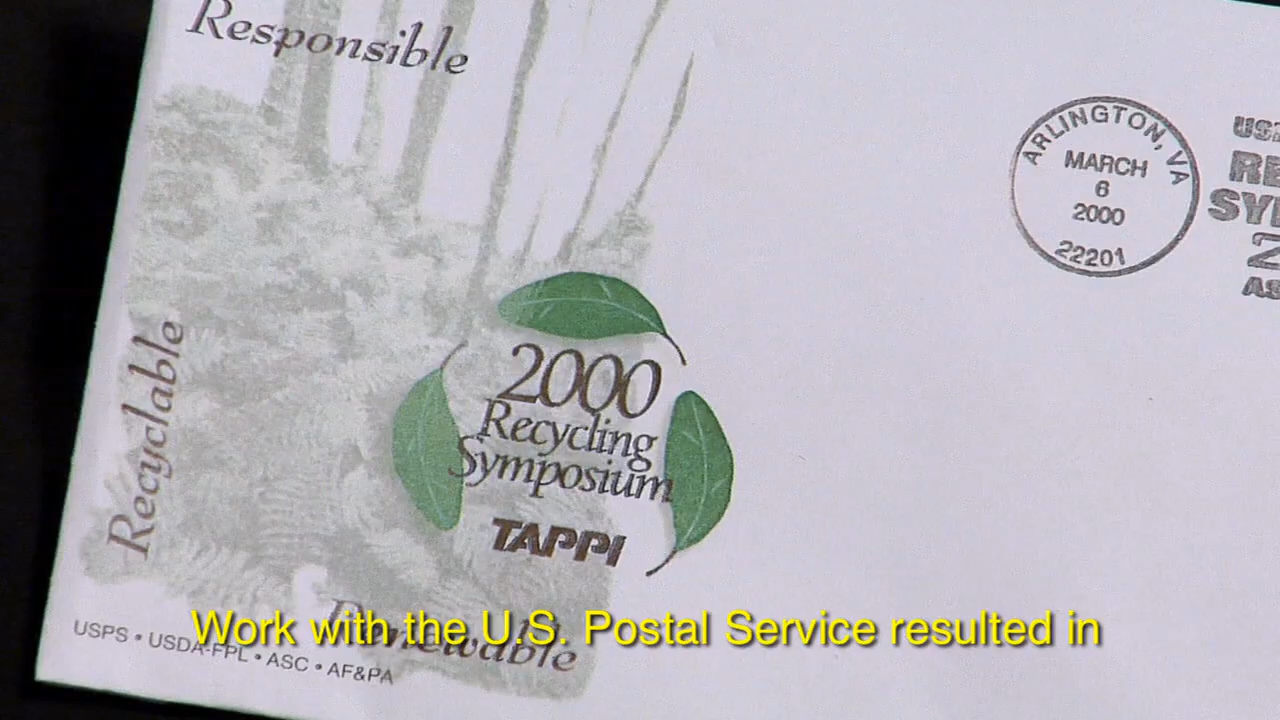 Responsible
ARLINGTON, VA
MARCH
6
2000
22201
2000
Recycling
Symposium
TAPPI
Recyclable
Renewable
USPS • USDA-FPL • ASC • AF&PA
Work with the U.S. Postal Service resulted in